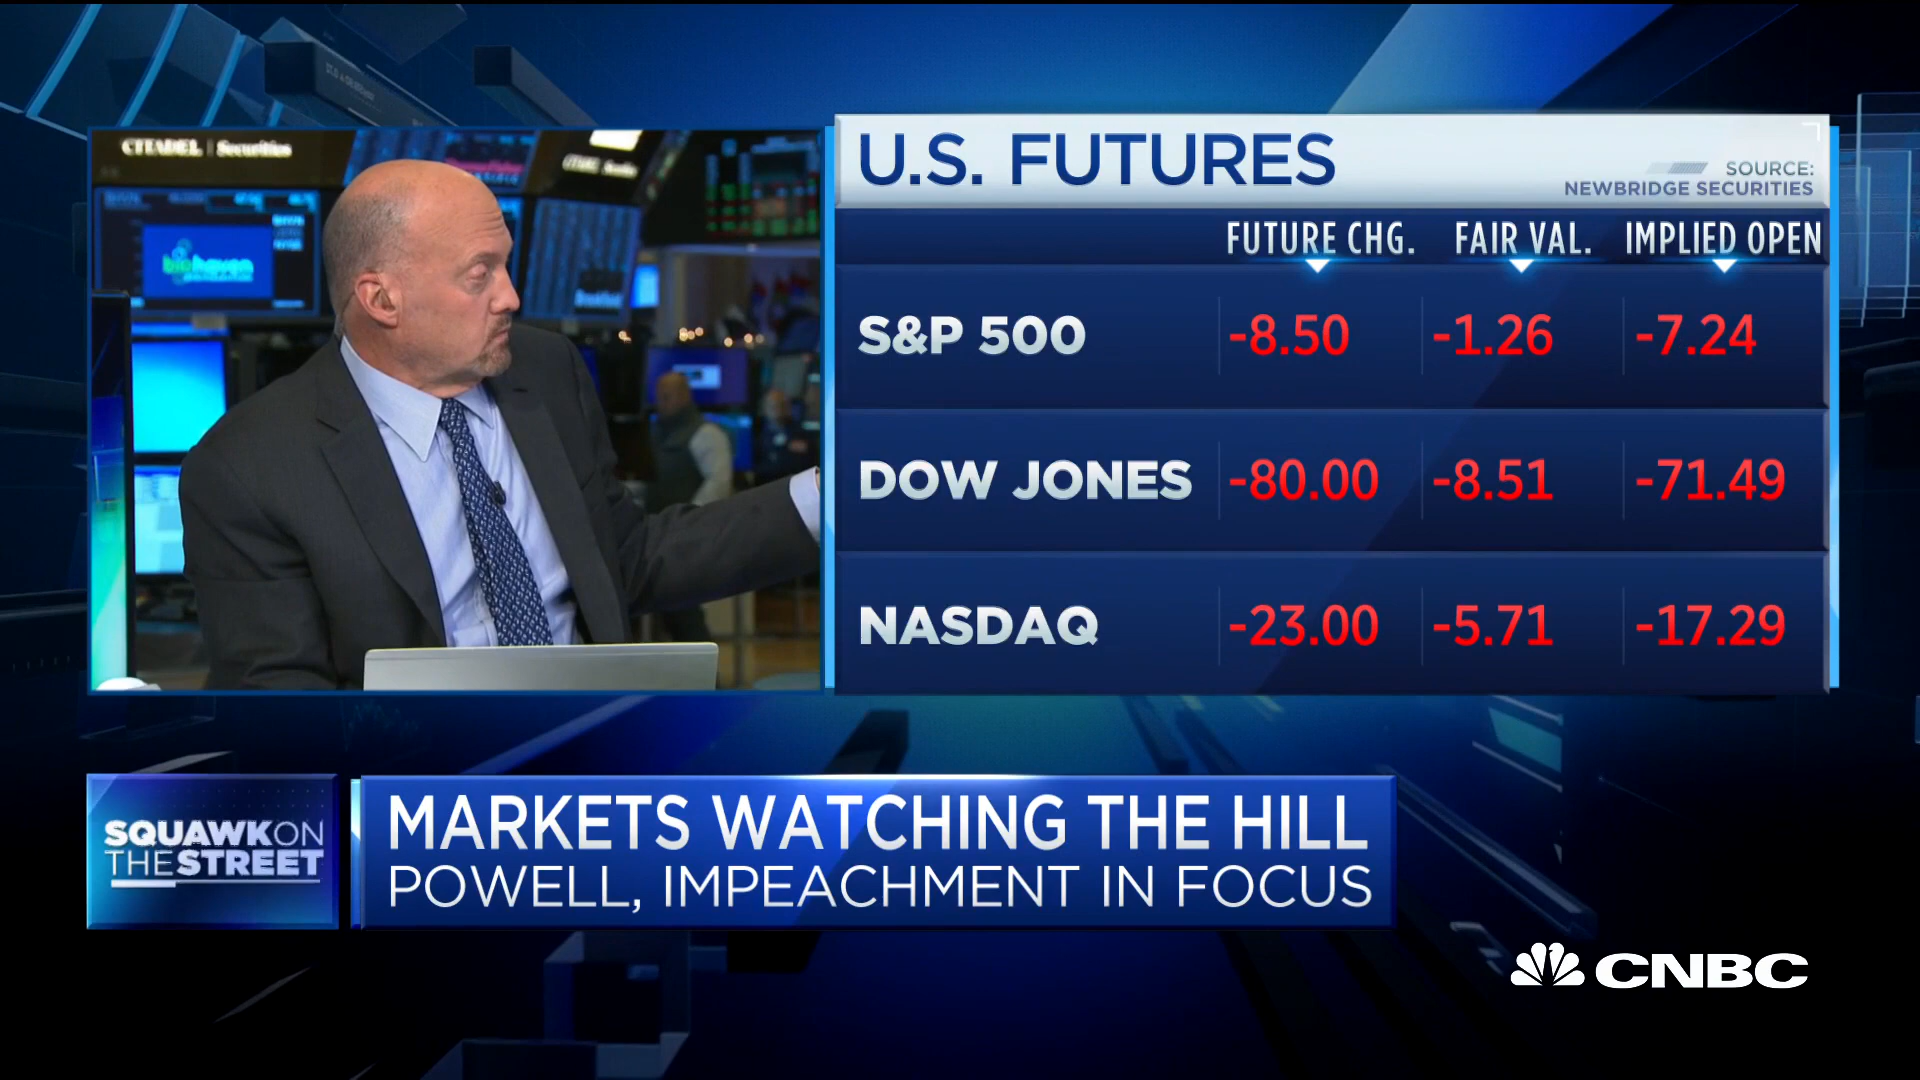 CITADEL | Securities
biohaven
U.S. FUTURES
SOURCE:
NEWBRIDGE SECURITIES
FUTURE CHG. FAIR VAL. IMPLIED OPEN
S&P 500 -8.50 -1.26 -7.24
DOW JONES -80.00 -8.51 -71.49
NASDAQ -23.00 -5.71 -17.29
SQUAWK ON
THE STREET
MARKETS WATCHING THE HILL
POWELL, IMPEACHMENT IN FOCUS
CNBC